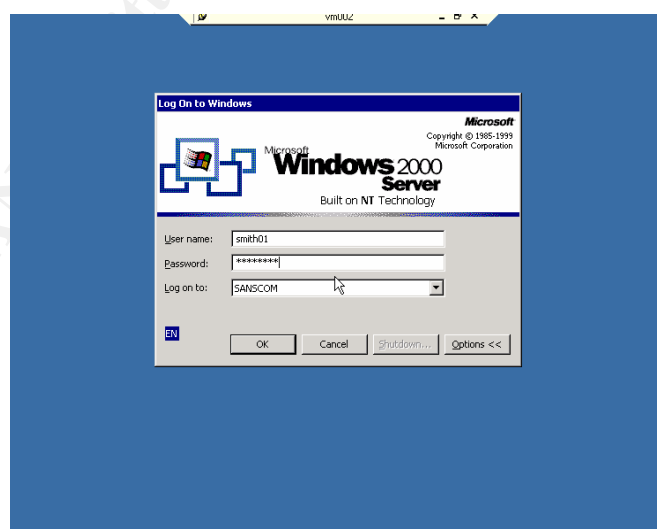 vm002
Log On to Windows
Microsoft
Copyright © 1985-1999
Microsoft Corporation
Microsoft
Windows 2000
Server
Built on NT Technology
User name: smith01
Password: ********
Log on to: SANSCOM
EN
OK Cancel Shutdown... Options <<